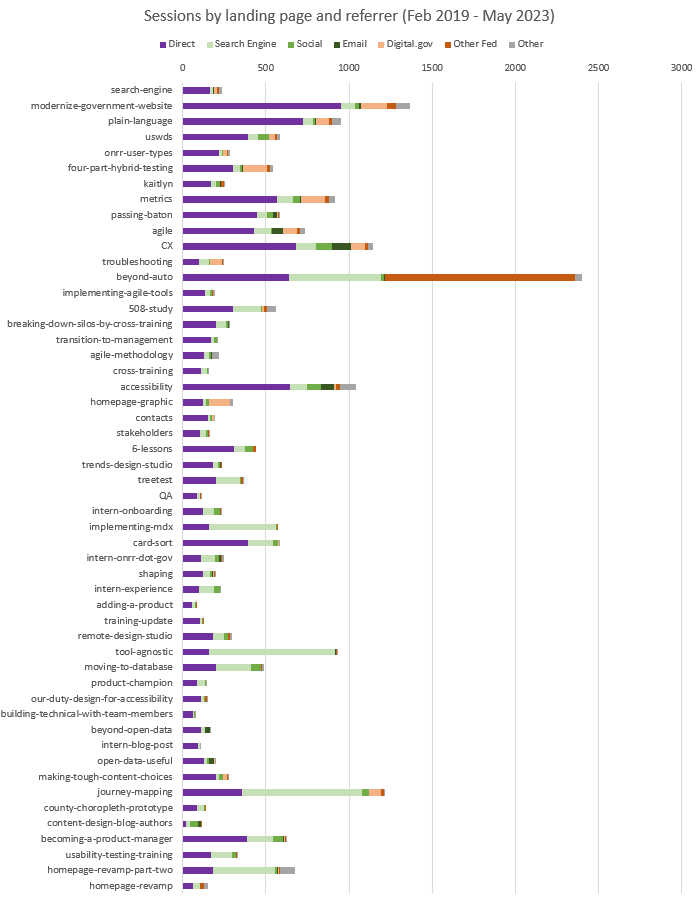 Sessions by landing page and referrer (Feb 2019 - May 2023)
Direct Search Engine Social Email Digital.gov Other Fed Other
0 500 1000 1500 2000 2500 3000
search-engine
modernize-government-website
plain-language
uswds
onrr-user-types
four-part-hybrid-testing
kaitlyn
metrics
passing-baton
agile
CX
troubleshooting
beyond-auto
implementing-agile-tools
508-study
breaking-down-silos-by-cross-training
transition-to-management
agile-methodology
cross-training
accessibility
homepage-graphic
contacts
stakeholders
6-lessons
trends-design-studio
treetest
QA
intern-onboarding
implementing-mdx
card-sort
intern-onrr-dot-gov
shaping
intern-experience
adding-a-product
training-update
remote-design-studio
tool-agnostic
moving-to-database
product-champion
our-duty-design-for-accessibility
building-technical-with-team-members
beyond-open-data
intern-blog-post
open-data-useful
making-tough-content-choices
journey-mapping
county-choropleth-prototype
content-design-blog-authors
becoming-a-product-manager
usability-testing-training
homepage-revamp-part-two
homepage-revamp